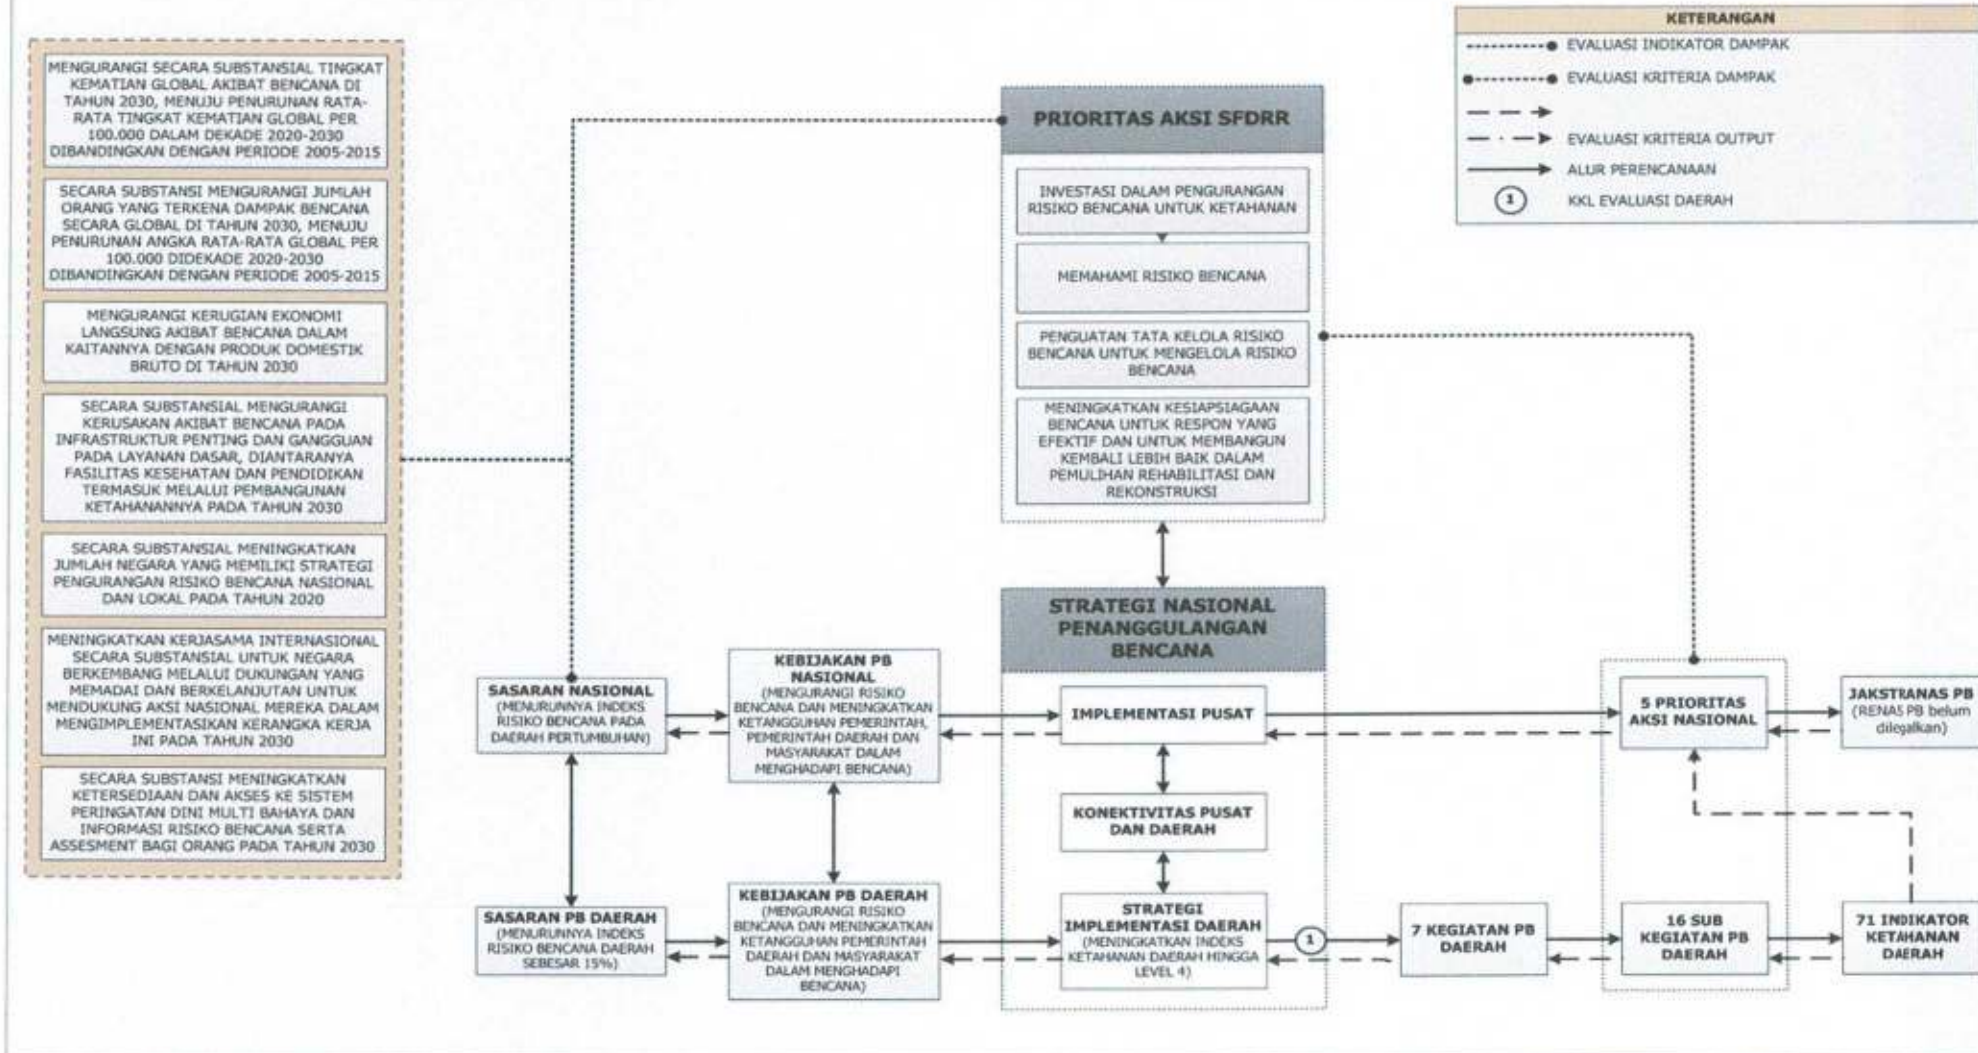 KETERANGAN
EVALUASI INDIKATOR DAMPAK
EVALUASI KRITERIA DAMPAK
EVALUASI KRITERIA OUTPUT
ALUR PERENCANAAN
1
KKL EVALUASI DAERAH
MENGURANGI SECARA SUBSTANSIAL TINGKAT
KEMATIAN GLOBAL AKIBAT BENCANA DI
TAHUN 2030, MENUJU PENURUNAN RATA-
RATA TINGKAT KEMATIAN GLOBAL PER
100.000 DALAM DEKADE 2020-2030
DIBANDINGKAN DENGAN PERIODE 2005-2015
SECARA SUBSTANSI MENGURANGI JUMLAH
ORANG YANG TERKENA DAMPAK BENCANA
SECARA GLOBAL DI TAHUN 2030, MENUJU
PENURUNAN ANGKA RATA-RATA GLOBAL PER
100.000 DIDEKADE 2020-2030
DIBANDINGKAN DENGAN PERIODE 2005-2015
MENGURANGI KERUGIAN EKONOMI
LANGSUNG AKIBAT BENCANA DALAM
KAITANNYA DENGAN PRODUK DOMESTIK
BRUTO DI TAHUN 2030
SECARA SUBSTANSIAL MENGURANGI
KERUSAKAN AKIBAT BENCANA PADA
INFRASTRUKTUR PENTING DAN GANGGUAN
PADA LAYANAN DASAR, DIANTARANYA
FASILITAS KESEHATAN DAN PENDIDIKAN
TERMASUK MELALUI PEMBANGUNAN
KETAHANANNYA PADA TAHUN 2030
SECARA SUBSTANSIAL MENINGKATKAN
JUMLAH NEGARA YANG MEMILIKI STRATEGI
PENGURANGAN RISIKO BENCANA NASIONAL
DAN LOKAL PADA TAHUN 2020
MENINGKATKAN KERJASAMA INTERNASIONAL
SECARA SUBSTANSIAL UNTUK NEGARA
BERKEMBANG MELALUI DUKUNGAN YANG
MEMADAI DAN BERKELANJUTAN UNTUK
MENDUKUNG AKSI NASIONAL MEREKA DALAM
MENGIMPLEMENTASIKAN KERANGKA KERJA
INI PADA TAHUN 2030
SECARA SUBSTANSI MENINGKATKAN
KETERSEDIAAN DAN AKSES KE SISTEM
PERINGATAN DINI MULTI BAHAYA DAN
INFORMASI RISIKO BENCANA SERTA
ASSESMENT BAGI ORANG PADA TAHUN 2030
PRIORITAS AKSI SFDRR
INVESTASI DALAM PENGURANGAN
RISIKO BENCANA UNTUK KETAHANAN
MEMAHAMI RISIKO BENCANA
PENGUATAN TATA KELOLA RISIKO
BENCANA UNTUK MENGELOLA RISIKO
BENCANA
MENINGKATKAN KESIAPSIAGAAN
BENCANA UNTUK RESPON YANG
EFEKTIF DAN UNTUK MEMBANGUN
KEMBALI LEBIH BAIK DALAM
PEMULIHAN REHABILITASI DAN
REKONSTRUKSI
STRATEGI NASIONAL
PENANGGULANGAN
BENCANA
SASARAN NASIONAL
(MENURUNNYA INDEKS
RISIKO BENCANA PADA
DAERAH PERTUMBUHAN)
KEBIJAKAN PB
NASIONAL
(MENGURANGI RISIKO
BENCANA DAN MENINGKATKAN
KETANGGUHAN PEMERINTAH,
PEMERINTAH DAERAH DAN
MASYARAKAT DALAM
MENGHADAPI BENCANA)
IMPLEMENTASI PUSAT
5 PRIORITAS
AKSI NASIONAL
JAKSTRANAS PB
(RENAS PB belum
dilegalkan)
KONEKTIVITAS PUSAT
DAN DAERAH
SASARAN PB DAERAH
(MENURUNNYA INDEKS
RISIKO BENCANA DAERAH
SEBESAR 15%)
KEBIJAKAN PB DAERAH
(MENGURANGI RISIKO
BENCANA DAN MENINGKATKAN
KETANGGUHAN PEMERINTAH
DAERAH DAN MASYARAKAT
DALAM MENGHADAPI
BENCANA)
STRATEGI
IMPLEMENTASI DAERAH
(MENINGKATKAN INDEKS
KETAHANAN DAERAH HINGGA
LEVEL 4)
1
7 KEGIATAN PB
DAERAH
16 SUB
KEGIATAN PB
DAERAH
71 INDIKATOR
KETAHANAN
DAERAH